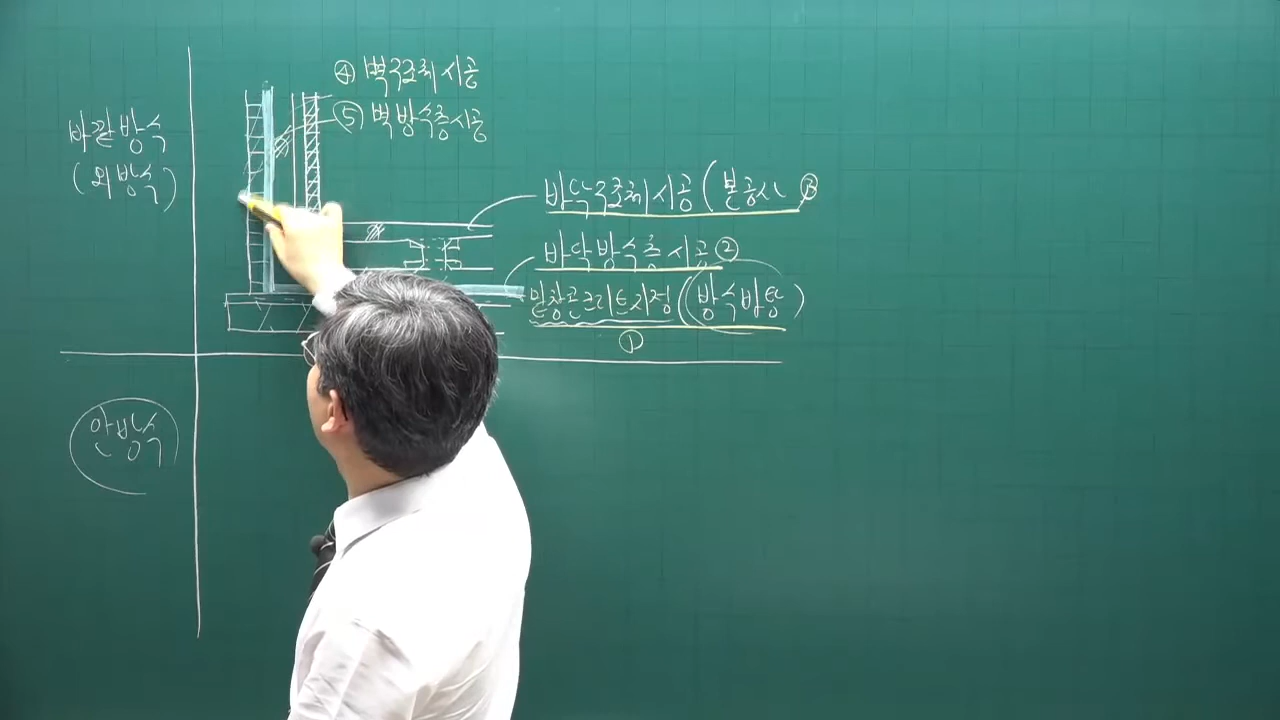 바깥방수
(외방수)
④ 벽구조체시공
⑤ 벽방수층시공
바닥구조체시공(본공사 ③
바닥방수층시공②
밑창콘크리트지정(방수바탕)
①
안방수